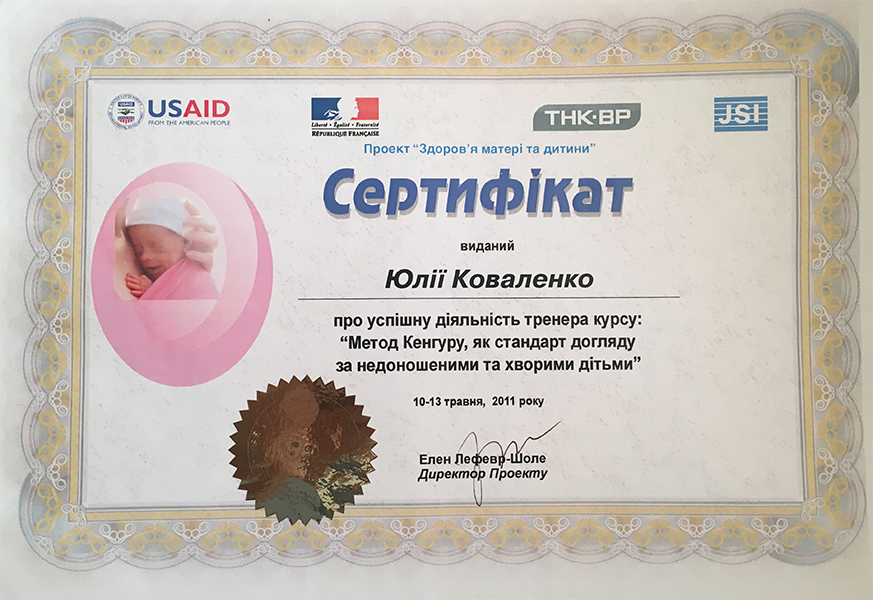 USAID
FROM THE AMERICAN PEOPLE
Liberté • Égalité • Fraternité
RÉPUBLIQUE FRANÇAISE
ТНК-ВР
JSI
Проект “Здоров’я матері та дитини”
Сертифікат
виданий
Юлії Коваленко
про успішну діяльність тренера курсу:
“Метод Кенгуру, як стандарт догляду
за недоношеними та хворими дітьми”
10-13 травня, 2011 року
Елен Лефевр-Шоле
Директор Проекту